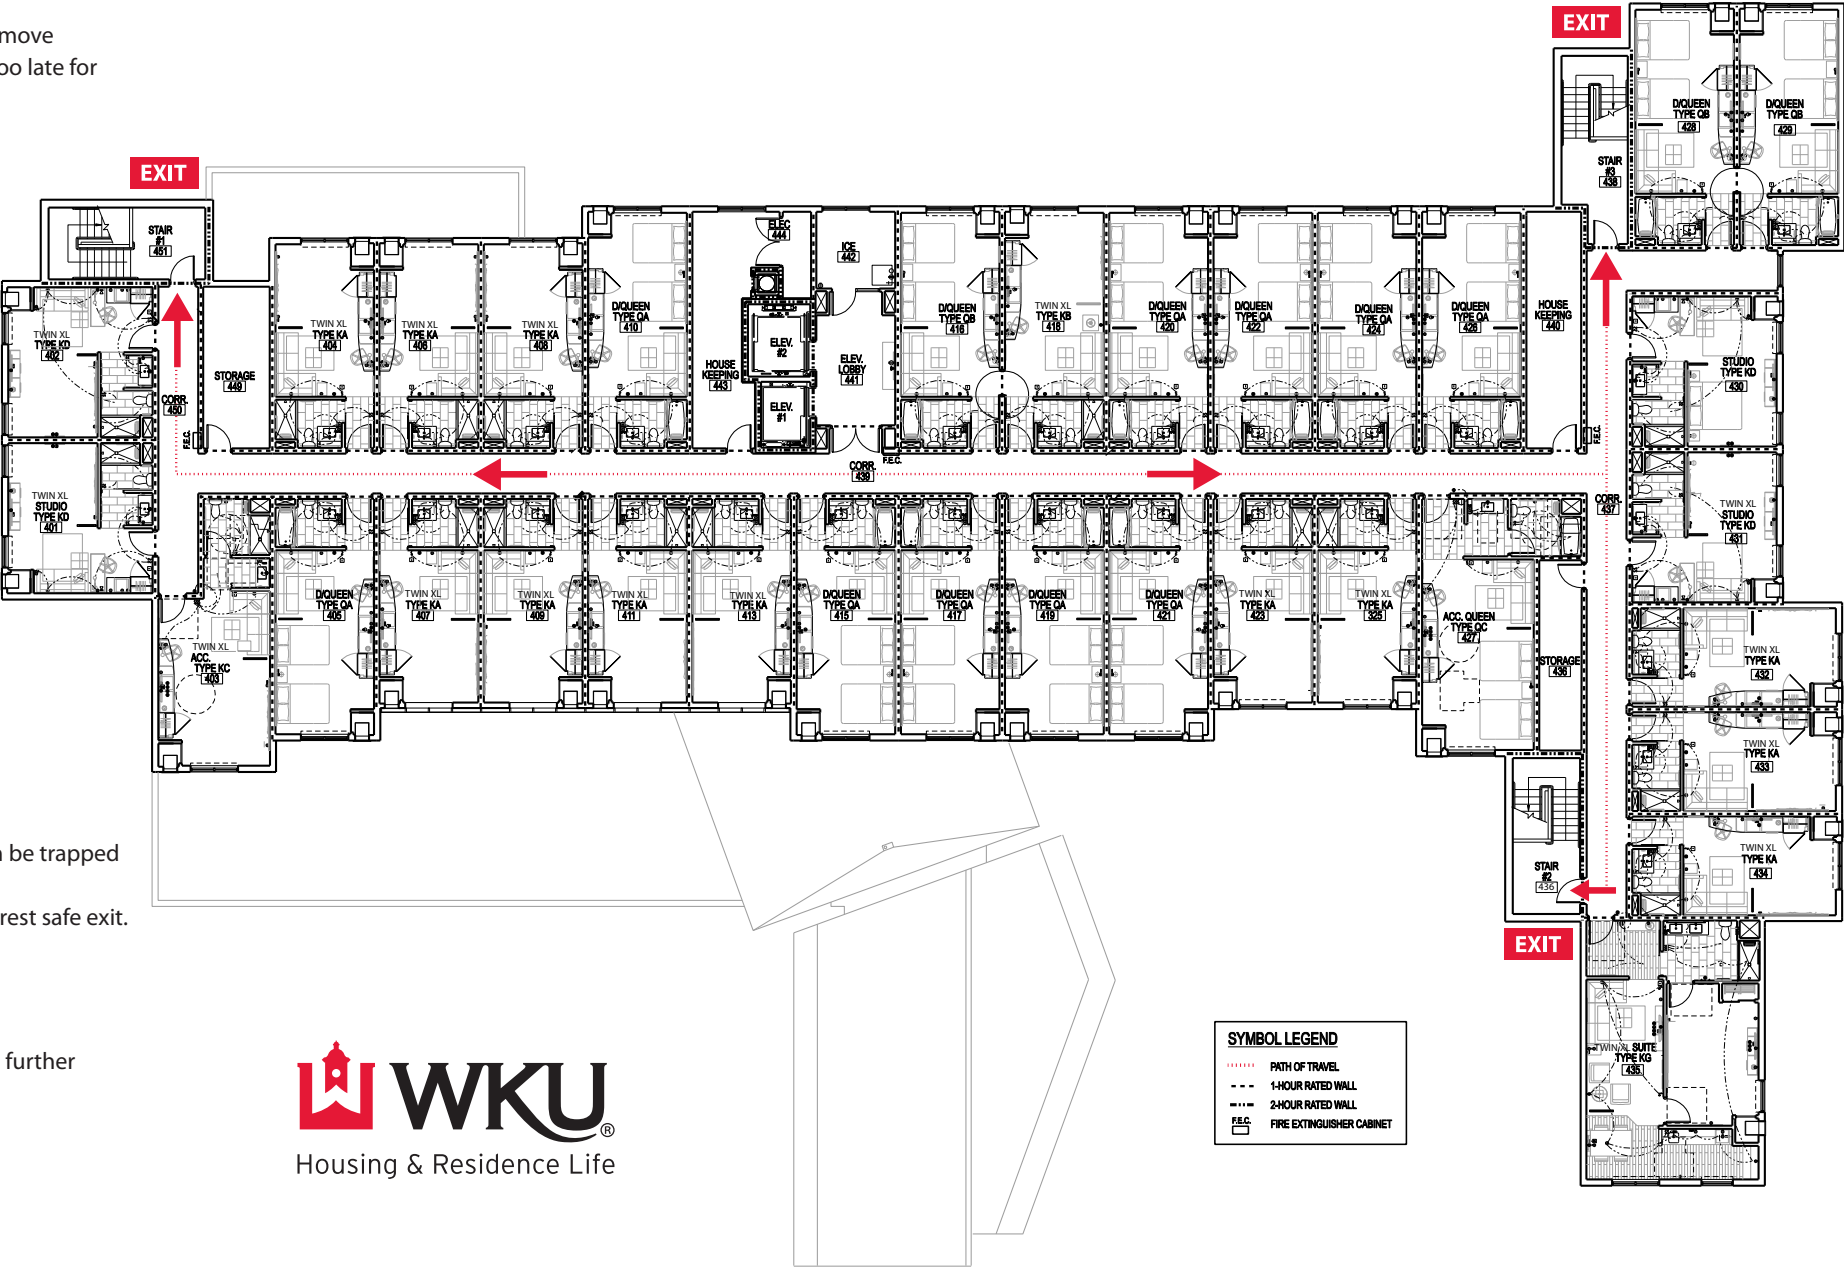 move
oo late for
EXIT
EXIT
D/QUEEN
TYPE QB
428
D/QUEEN
TYPE QB
429
STAIR
#3
438
STAIR
#1
451
ELEC
444
ICE
442
TWIN XL
TYPE KD
402
CORR.
450
STORAGE
449
F.E.C.
TWIN XL
TYPE KA
404
TWIN XL
TYPE KA
406
TWIN XL
TYPE KA
408
D/QUEEN
TYPE QA
410
HOUSE
KEEPING
443
ELEV.
#2
ELEV.
#1
ELEV.
LOBBY
441
D/QUEEN
TYPE QB
416
TWIN XL
TYPE KB
418
D/QUEEN
TYPE QA
420
D/QUEEN
TYPE QA
422
D/QUEEN
TYPE QA
424
D/QUEEN
TYPE QA
426
HOUSE
KEEPING
440
STUDIO
TYPE KD
430
F.E.C.
CORR.
439
F.E.C.
CORR.
437
TWIN XL
STUDIO
TYPE KD
401
TWIN XL
STUDIO
TYPE KD
431
TWIN XL
ACC.
TYPE KC
403
D/QUEEN
TYPE QA
405
TWIN XL
TYPE KA
407
TWIN XL
TYPE KA
409
TWIN XL
TYPE KA
411
TWIN XL
TYPE KA
413
D/QUEEN
TYPE QA
415
D/QUEEN
TYPE QA
417
D/QUEEN
TYPE QA
419
D/QUEEN
TYPE QA
421
TWIN XL
TYPE KA
423
TWIN XL
TYPE KA
325
ACC. QUEEN
TYPE QC
427
STORAGE
436
TWIN XL
TYPE KA
432
TWIN XL
TYPE KA
433
TWIN XL
TYPE KA
434
STAIR
#2
436
EXIT
TWIN XL SUITE
TYPE KG
435
n be trapped
rest safe exit.
further
WKU®
Housing & Residence Life
SYMBOL LEGEND
PATH OF TRAVEL
1-HOUR RATED WALL
2-HOUR RATED WALL
F.E.C.
FIRE EXTINGUISHER CABINET